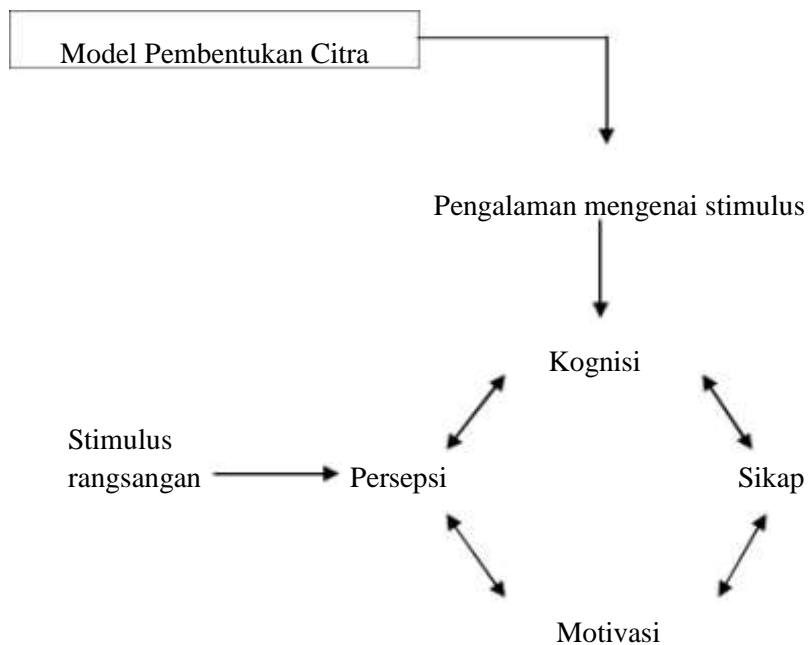 Model Pembentukan Citra
Pengalaman mengenai stimulus
Kognisi
Stimulus
rangsangan
Persepsi
Sikap
Motivasi